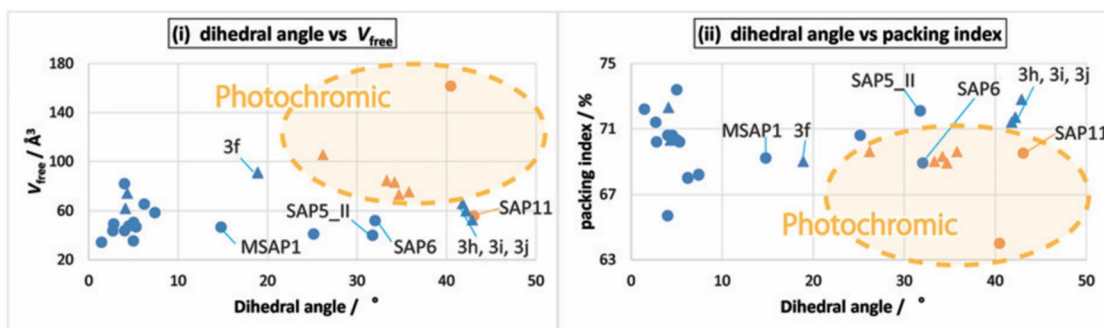 (i) dihedral angle vs Vfree
180
140
100
60
20
Vfree / Å³
0
10
20
30
40
50
Dihedral angle / °
Photochromic
3f
MSAP1
SAP5_II
SAP6
SAP11
3h, 3i, 3j
(ii) dihedral angle vs packing index
75
71
67
63
packing index / %
0
10
20
30
40
50
Dihedral angle / °
SAP5_II
SAP6
3h, 3i, 3j
MSAP1
3f
SAP11
Photochromic